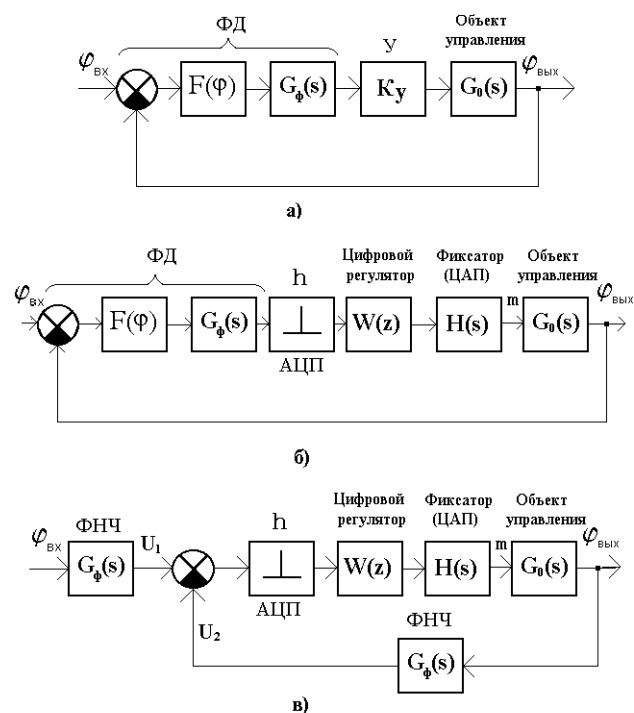 ФД
У
Объект
управления
φвх
F(φ)
Gф(s)
Ку
G0(s)
φвых
а)
ФД
h
Цифровой
регулятор
Фиксатор
(ЦАП)
Объект
управления
φвх
F(φ)
Gф(s)
АЦП
W(z)
H(s)
m
G0(s)
φвых
б)
ФНЧ
h
Цифровой
регулятор
Фиксатор
(ЦАП)
Объект
управления
φвх
Gф(s)
U1
АЦП
W(z)
H(s)
m
G0(s)
φвых
U2
ФНЧ
Gф(s)
в)